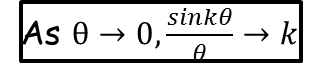 As θ → 0, sinkθ/θ → k